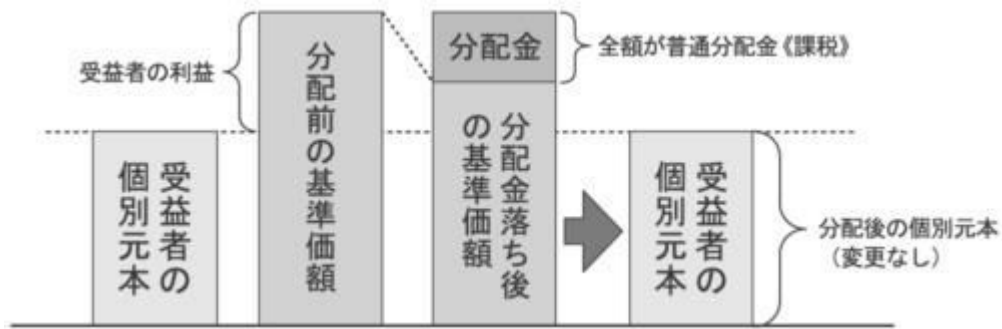 受益者の利益
受益者の
個別元本
分配前の基準価額
分配金
全額が普通分配金《課税》
分配金落ち後
の基準価額
受益者の
個別元本
分配後の個別元本
（変更なし）